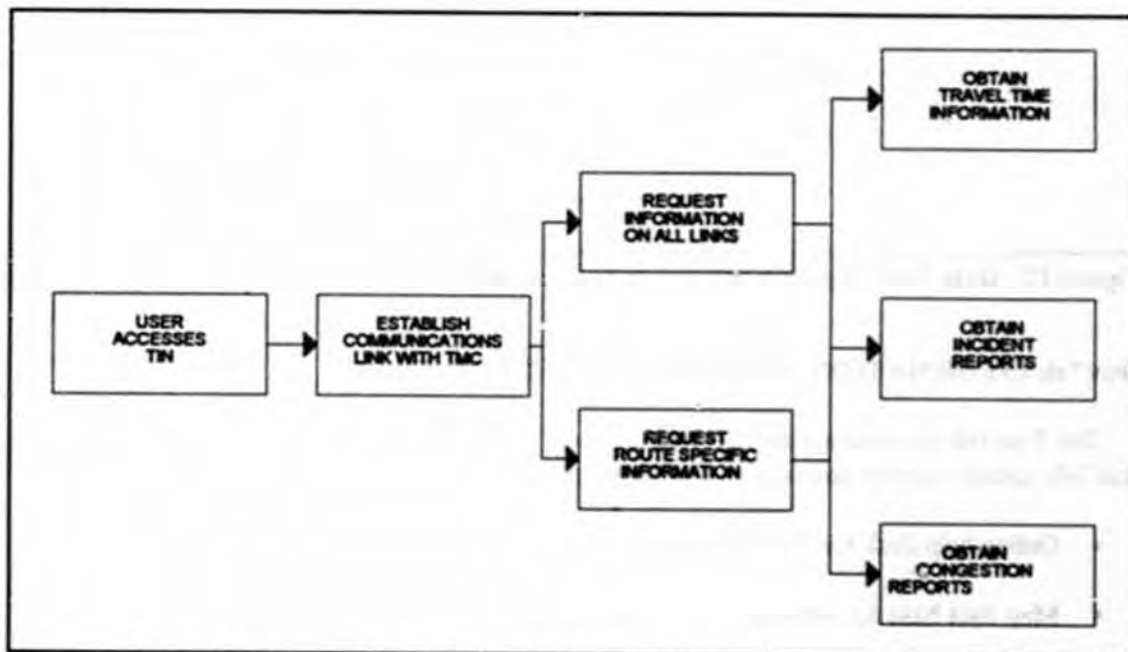 USER
ACCESSES
TIN
ESTABLISH
COMMUNICATIONS
LINK WITH TMC
REQUEST
INFORMATION
ON ALL LINKS
REQUEST
ROUTE SPECIFIC
INFORMATION
OBTAIN
TRAVEL TIME
INFORMATION
OBTAIN
INCIDENT
REPORTS
OBTAIN
CONGESTION
REPORTS